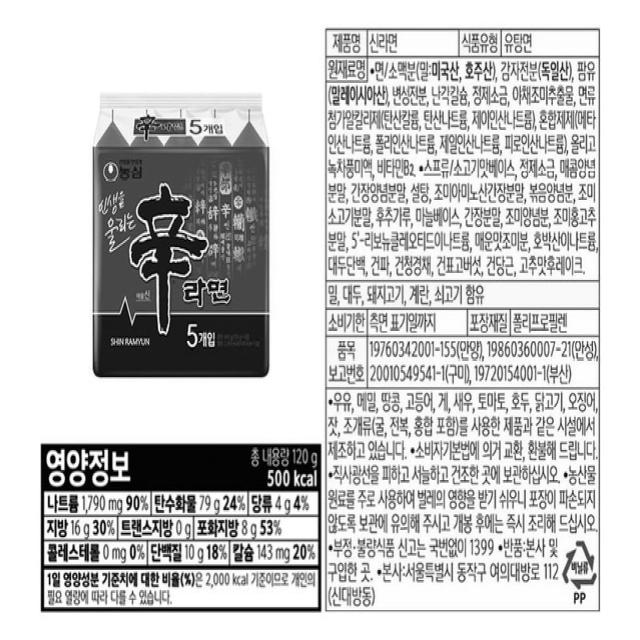 辛
5개입
농심
인생을
울리는
辛
매울신
라면
5개입
SHIN RAMYUN
영양정보
총 내용량 120 g
500 kcal
나트륨 1,790 mg 90% 탄수화물 79 g 24% 당류 4 g 4%
지방 16 g 30% 트랜스지방 0 g 포화지방 8 g 53%
콜레스테롤 0 mg 0% 단백질 10 g 18% 칼슘 143 mg 20%
1일 영양성분 기준치에 대한 비율(%)은 2,000 kcal 기준이므로 개인의
필요 열량에 따라 다를 수 있습니다.
제품명 신라면 식품유형 유탕면
원재료명 •면/소맥분(밀:미국산, 호주산), 감자전분(독일산), 팜유
(말레이시아산), 변성전분, 난각칼슘, 정제소금, 야채조미추출물, 면류
첨가알칼리제(탄산칼륨, 탄산나트륨, 제이인산나트륨), 혼합제제(메타
인산나트륨, 폴리인산나트륨, 제일인산나트륨, 피로인산나트륨), 올리고
녹차풍미액, 비타민B₂. •스프류/소고기맛베이스, 정제소금, 매콤양념
분말, 간장양념분말, 설탕, 조미아미노산간장분말, 볶음양념분, 조미
소고기분말, 후추가루, 마늘베이스, 간장분말, 조미양념분, 조미홍고추
분말, 5'-리보뉴클레오티드이나트륨, 매운맛조미분, 호박산이나트륨,
대두단백, 건파, 건청경채, 건표고버섯, 건당근, 고추맛후레이크.
밀, 대두, 돼지고기, 계란, 쇠고기 함유
소비기한 측면 표기일까지 포장재질 폴리프로필렌
품목 19760342001-155(안양), 19860360007-21(안성),
보고번호 20010549541-1(구미), 19720154001-1(부산)
•우유, 메밀, 땅콩, 고등어, 게, 새우, 토마토, 호두, 닭고기, 오징어,
잣, 조개류(굴, 전복, 홍합 포함)를 사용한 제품과 같은 시설에서
제조하고 있습니다. •소비자기본법에 의거 교환, 환불해 드립니다.
•직사광선을 피하고 서늘하고 건조한 곳에 보관하십시오. •농산물
원료를 주로 사용하여 벌레의 영향을 받기 쉬우니 포장이 파손되지
않도록 보관에 유의해 주시고 개봉 후에는 즉시 조리해 드십시오.
•부정·불량식품 신고는 국번없이 1399 •반품:본사 및
구입한 곳. •본사:서울특별시 동작구 여의대방로 112
(신대방동)
비닐류
PP